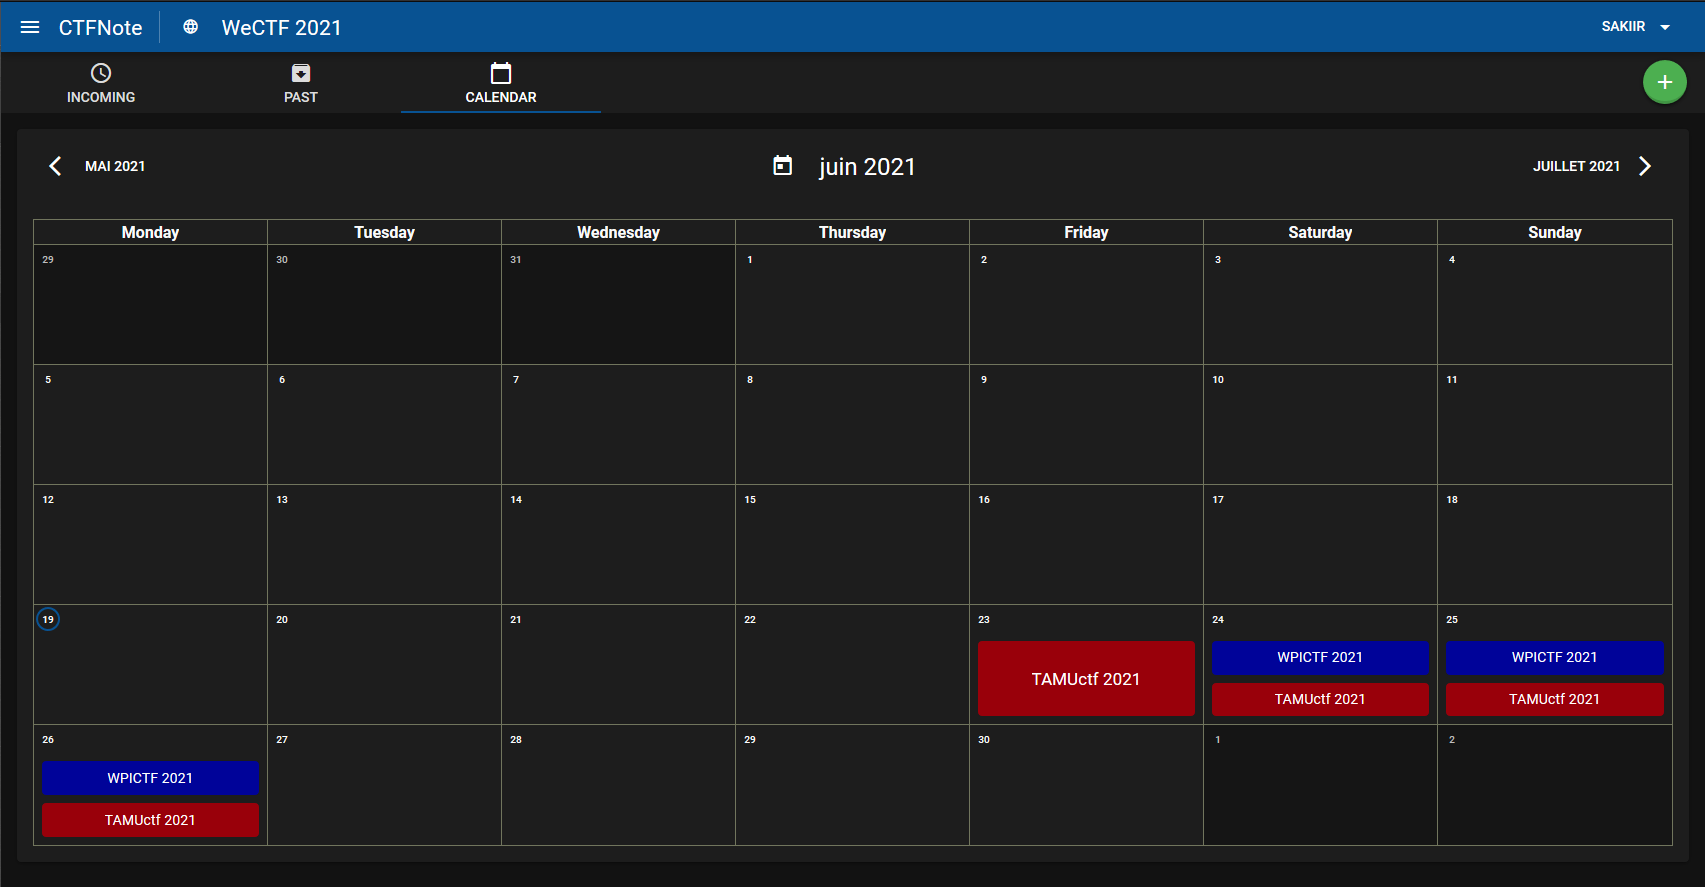 CTFNote WeCTF 2021 SAKIIR
INCOMING PAST CALENDAR
MAI 2021 juin 2021 JUILLET 2021
Monday Tuesday Wednesday Thursday Friday Saturday Sunday
29 30 31 1 2 3 4
5 6 7 8 9 10 11
12 13 14 15 16 17 18
19 20 21 22 23 24 25
TAMUctf 2021 WPICTF 2021 WPICTF 2021
TAMUctf 2021 TAMUctf 2021
26 27 28 29 30 1 2
WPICTF 2021
TAMUctf 2021